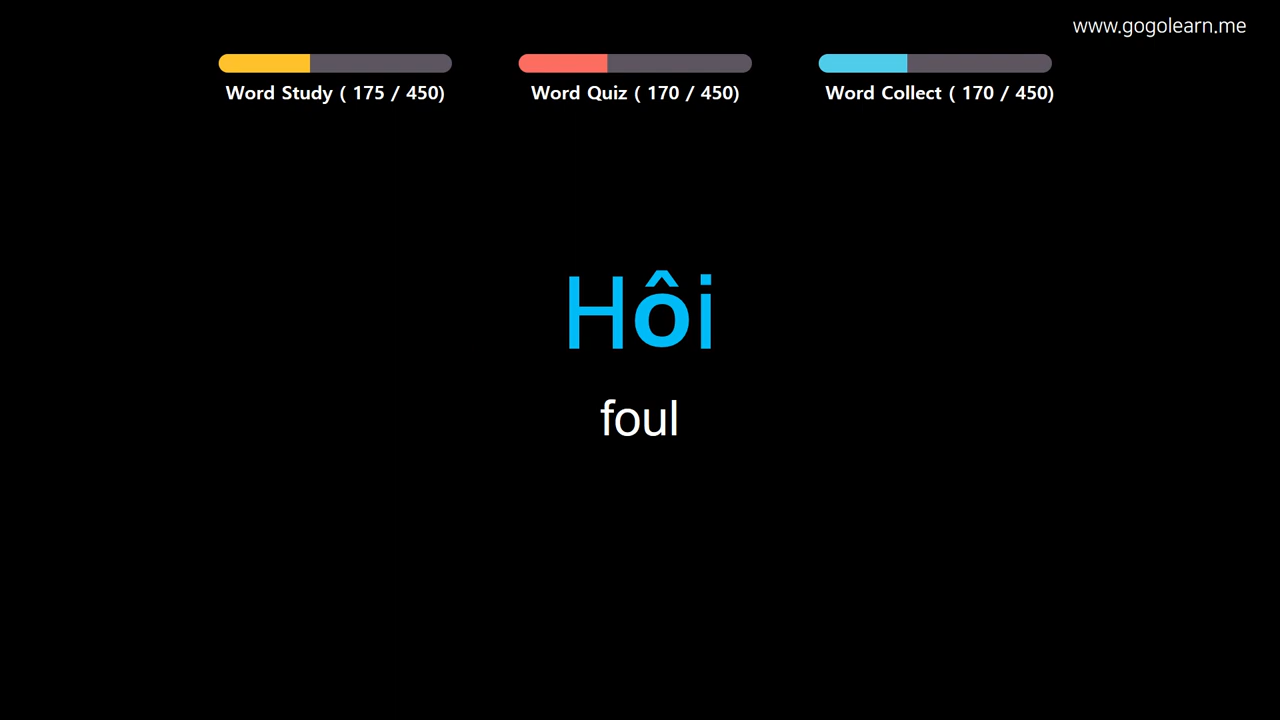 www.gogolearn.me
Word Study ( 175 / 450)
Word Quiz ( 170 / 450)
Word Collect ( 170 / 450)
Hôi
foul